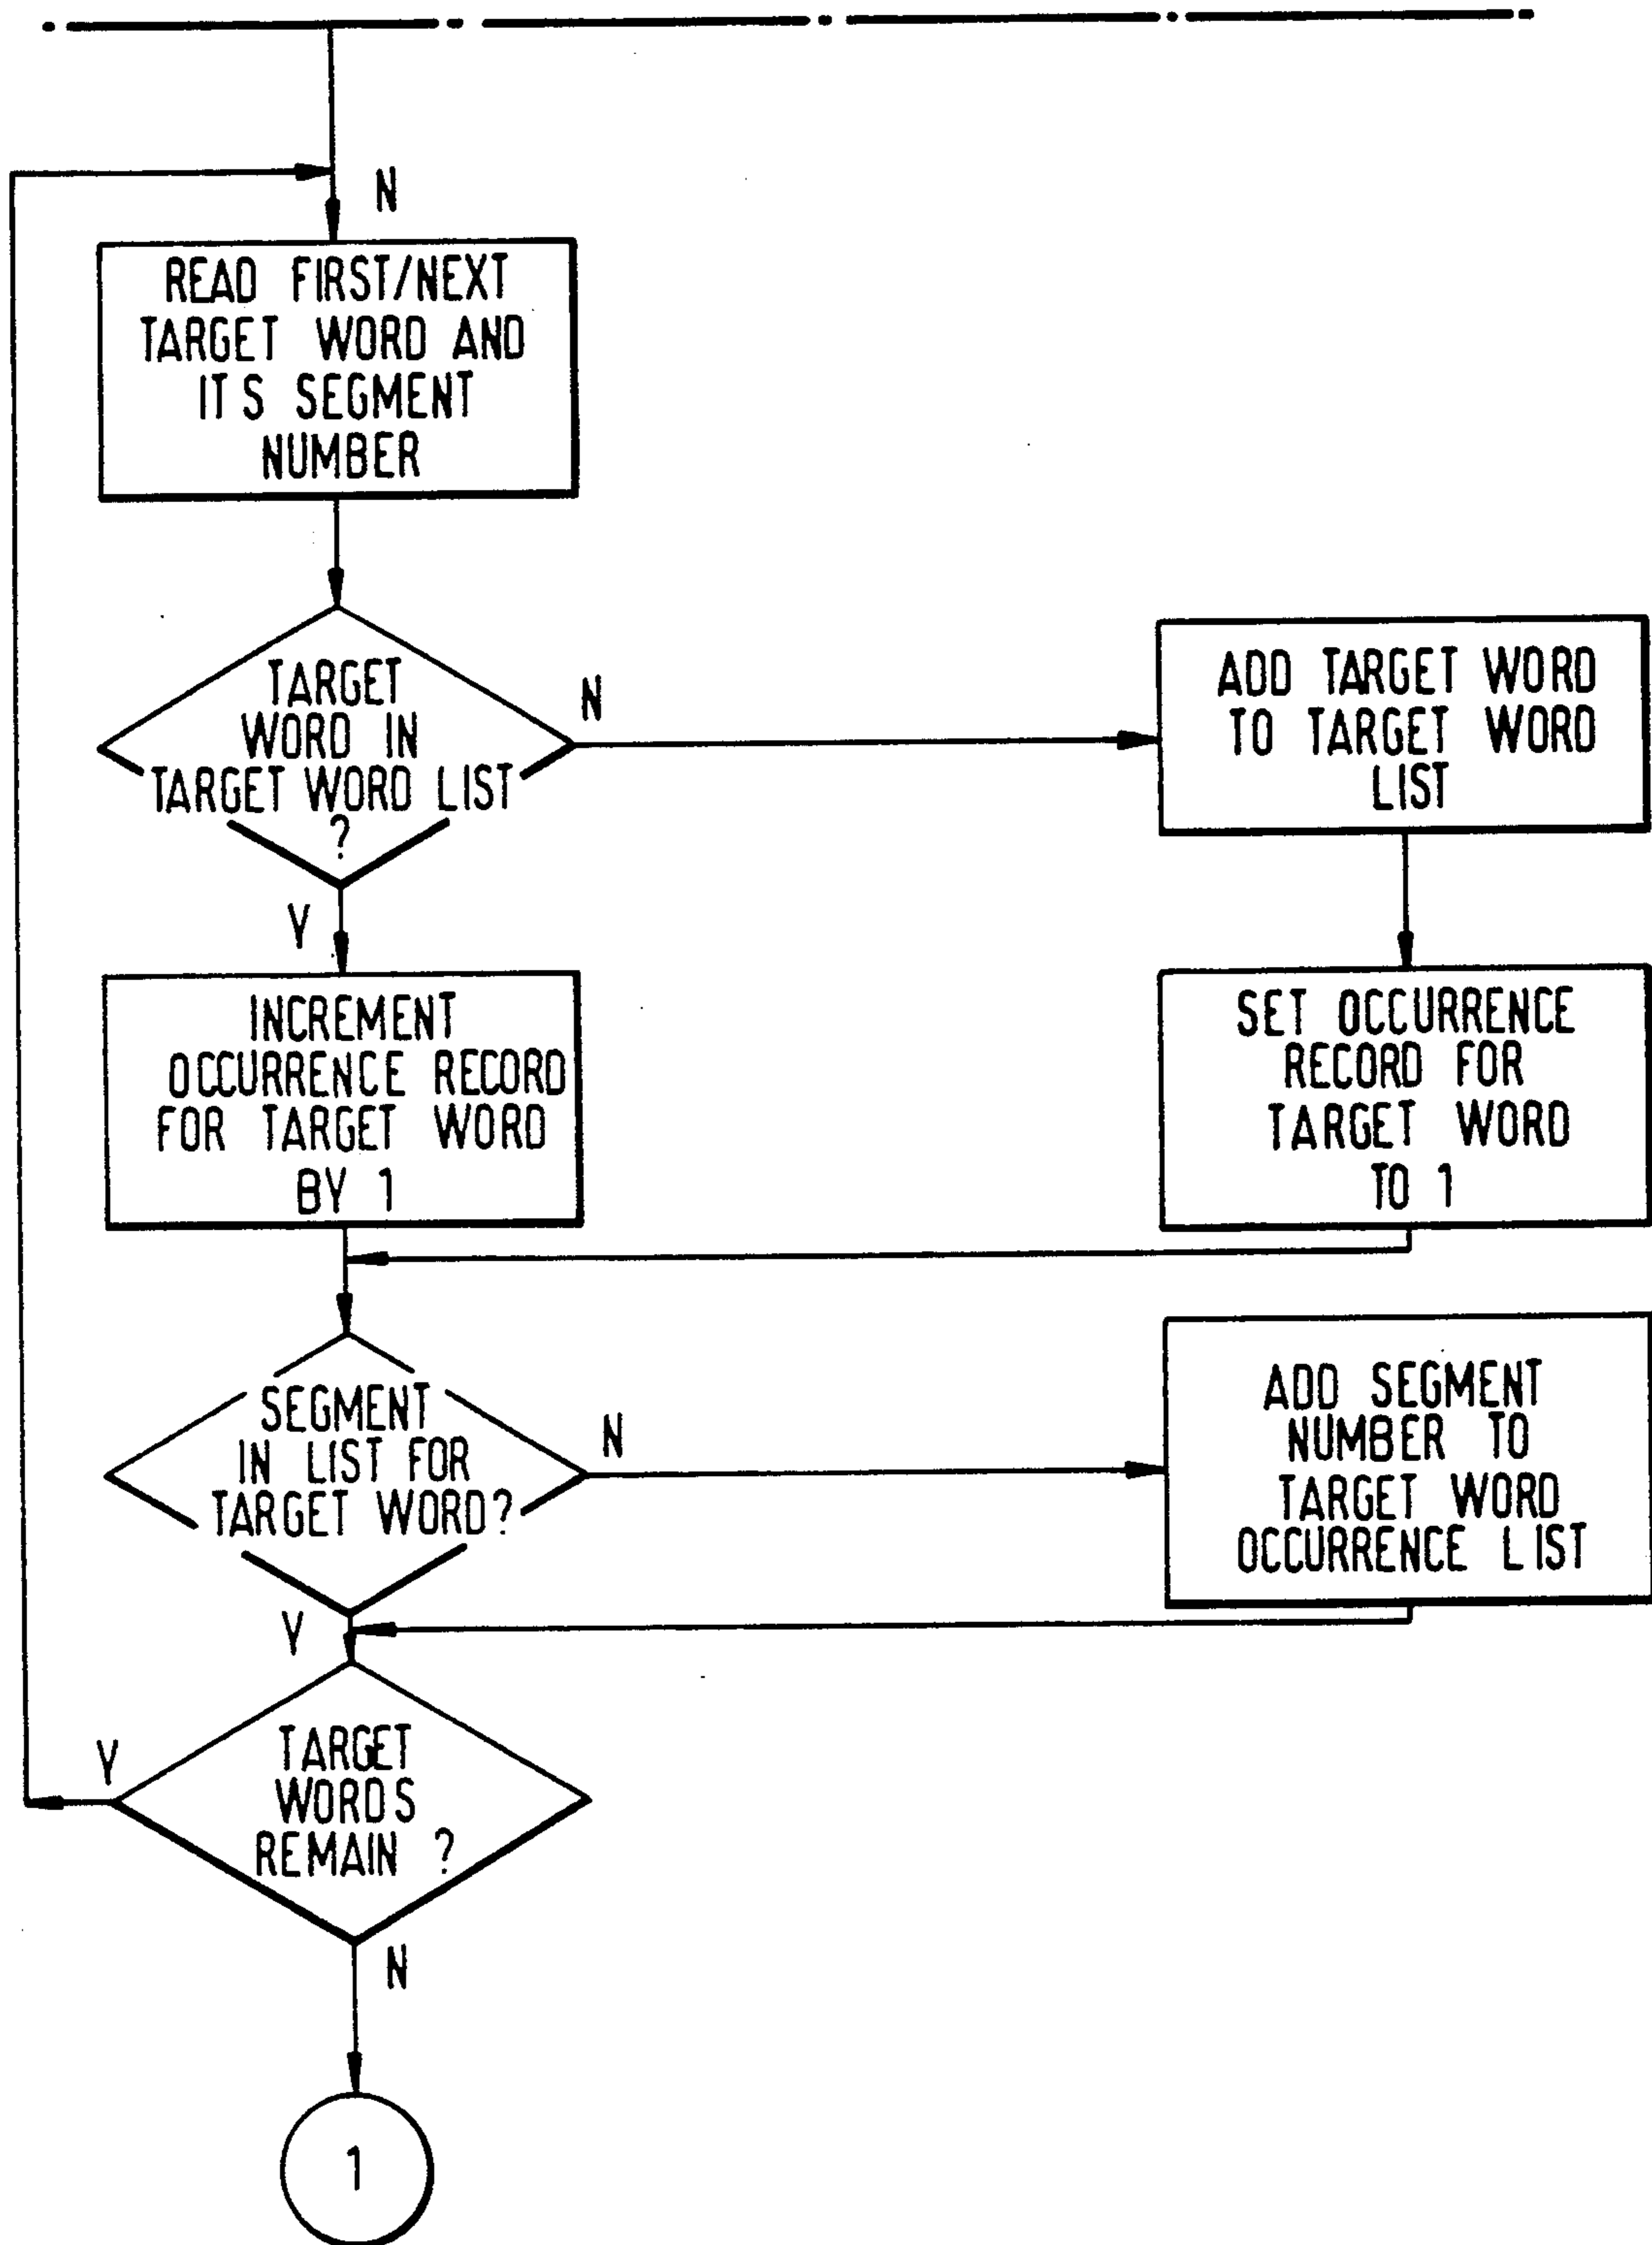 N
READ FIRST/NEXT
TARGET WORD AND
ITS SEGMENT
NUMBER
TARGET
WORD IN
TARGET WORD LIST
?
N
ADD TARGET WORD
TO TARGET WORD
LIST
Y
INCREMENT
OCCURRENCE RECORD
FOR TARGET WORD
BY 1
SET OCCURRENCE
RECORD FOR
TARGET WORD
TO 1
SEGMENT
IN LIST FOR
TARGET WORD?
N
ADD SEGMENT
NUMBER TO
TARGET WORD
OCCURRENCE LIST
Y
TARGET
WORDS
REMAIN ?
Y
N
1